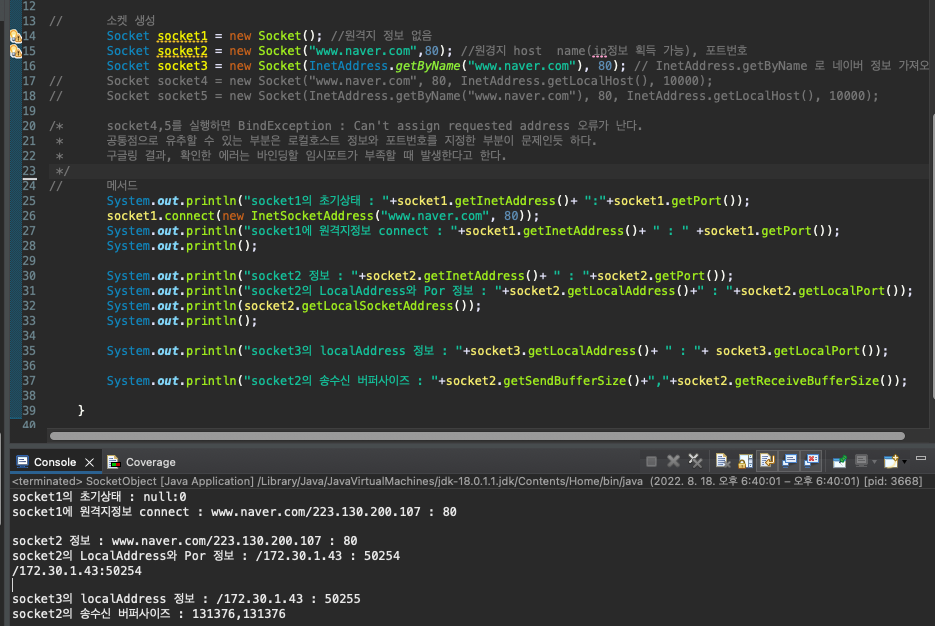 12
13 //      소켓 생성
14        Socket socket1 = new Socket(); //원격지 정보 없음
15        Socket socket2 = new Socket("www.naver.com",80); //원경지 host  name(ip정보 획득 가능), 포트번호
16        Socket socket3 = new Socket(InetAddress.getByName("www.naver.com"), 80); // InetAddress.getByName 로 네이버 정보 가져오
17 //      Socket socket4 = new Socket("www.naver.com", 80, InetAddress.getLocalHost(), 10000);
18 //      Socket socket5 = new Socket(InetAddress.getByName("www.naver.com"), 80, InetAddress.getLocalHost(), 10000);
19
20 /*      socket4,5를 실행하면 BindException : Can't assign requested address 오류가 난다.
21  *      공통점으로 유추할 수 있는 부분은 로컬호스트 정보와 포트번호를 지정한 부분이 문제인듯 하다.
22  *      구글링 결과, 확인한 에러는 바인딩할 임시포트가 부족할 때 발생한다고 한다.
23  */
24 //      메서드
25        System.out.println("socket1의 초기상태 : "+socket1.getInetAddress()+ ":"+socket1.getPort());
26        socket1.connect(new InetSocketAddress("www.naver.com", 80));
27        System.out.println("socket1에 원격지정보 connect : "+socket1.getInetAddress()+ " : " +socket1.getPort());
28        System.out.println();
29
30        System.out.println("socket2 정보 : "+socket2.getInetAddress()+ " : "+socket2.getPort());
31        System.out.println("socket2의 LocalAddress와 Por 정보 : "+socket2.getLocalAddress()+" : "+socket2.getLocalPort());
32        System.out.println(socket2.getLocalSocketAddress());
33        System.out.println();
34
35        System.out.println("socket3의 localAddress 정보 : "+socket3.getLocalAddress()+ " : "+ socket3.getLocalPort());
36
37        System.out.println("socket2의 송수신 버퍼사이즈 : "+socket2.getSendBufferSize()+","+socket2.getReceiveBufferSize());
38
39    }
40
Console Coverage
<terminated> SocketObject [Java Application] /Library/Java/JavaVirtualMachines/jdk-18.0.1.1.jdk/Contents/Home/bin/java  (2022. 8. 18. 오후 6:40:01 – 오후 6:40:01) [pid: 3668]
socket1의 초기상태 : null:0
socket1에 원격지정보 connect : www.naver.com/223.130.200.107 : 80
socket2 정보 : www.naver.com/223.130.200.107 : 80
socket2의 LocalAddress와 Por 정보 : /172.30.1.43 : 50254
/172.30.1.43:50254
socket3의 localAddress 정보 : /172.30.1.43 : 50255
socket2의 송수신 버퍼사이즈 : 131376,131376